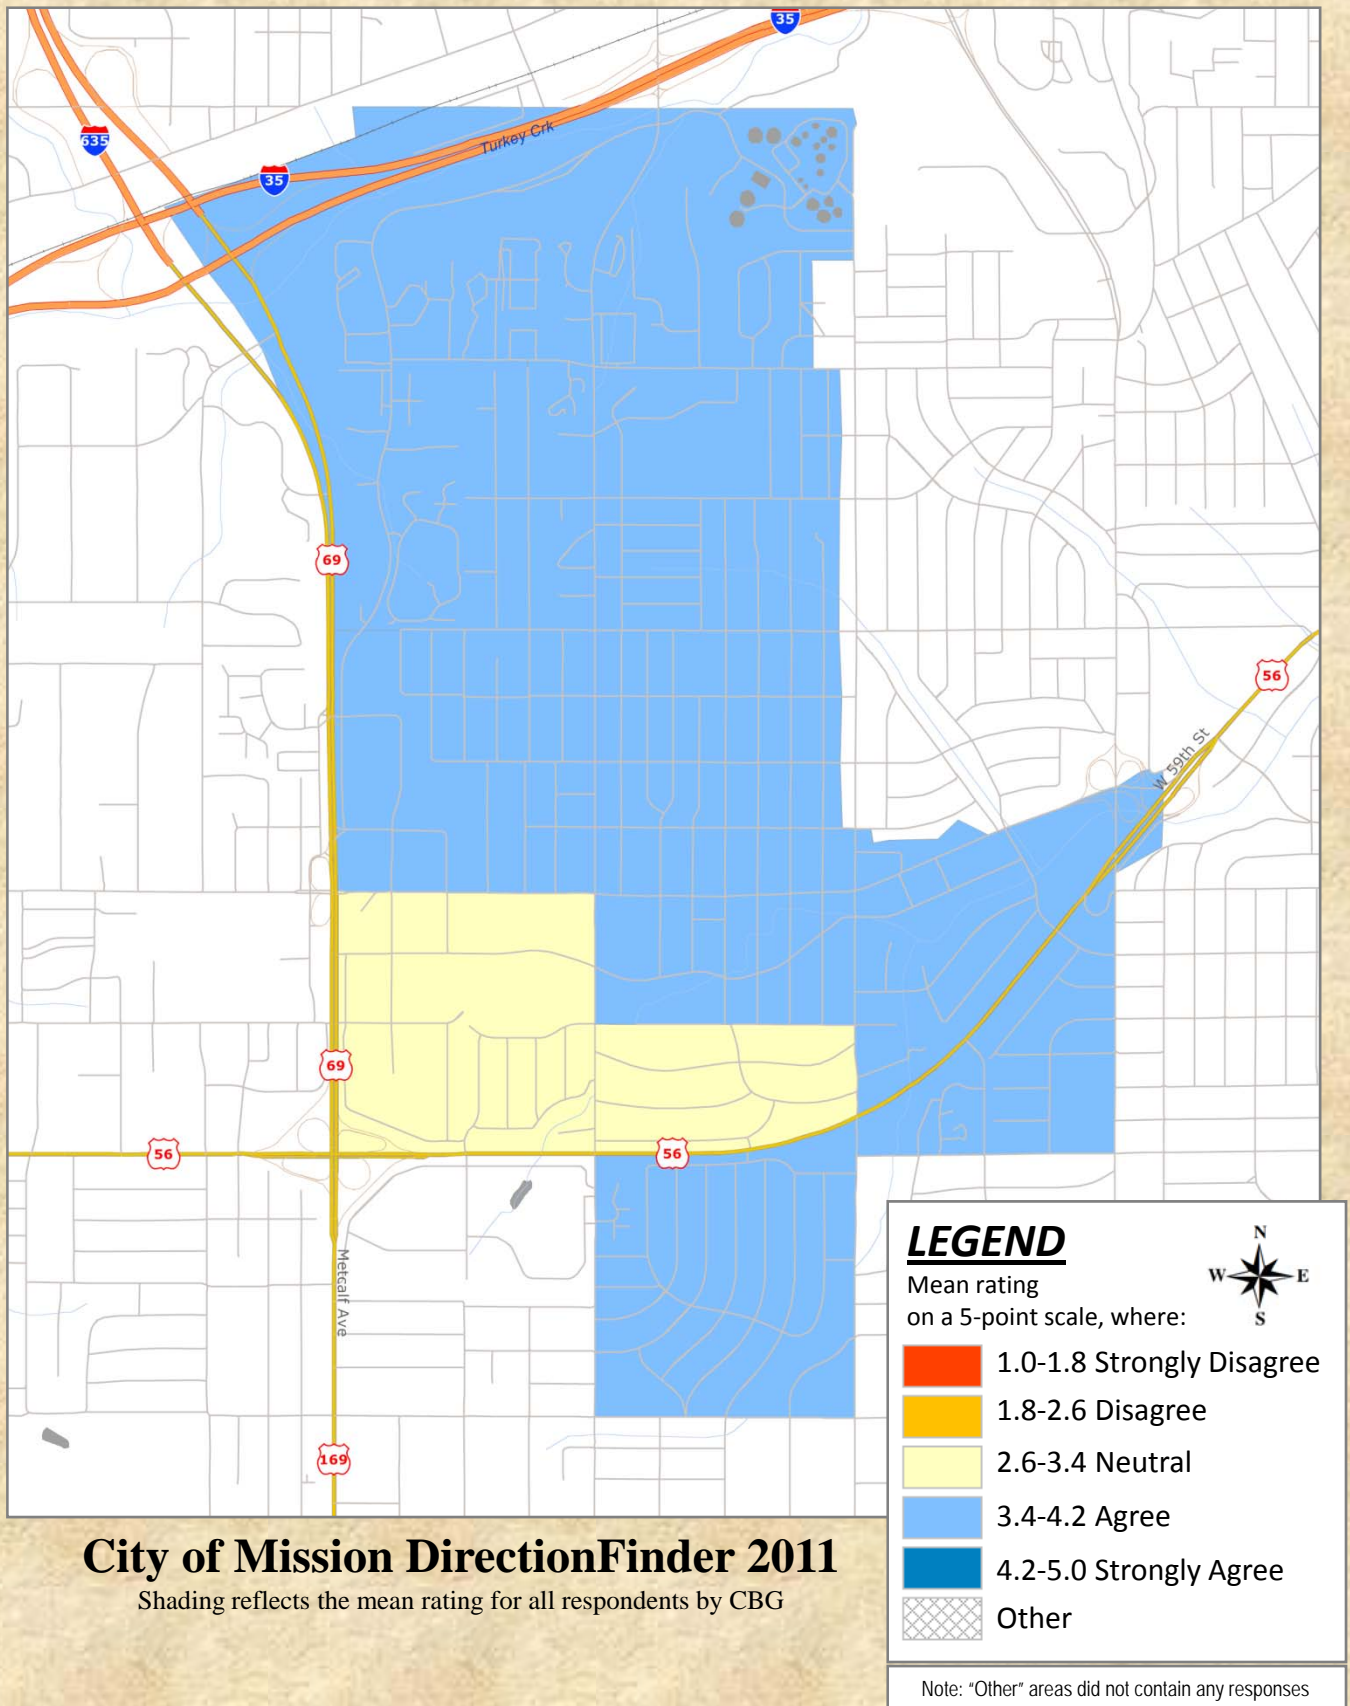 35
635
Turkey Crk
35
69
56
W 59th St
69
56
56
Metcalf Ave
169
LEGEND
N
W E
S
Mean rating
on a 5-point scale, where:
1.0-1.8 Strongly Disagree
1.8-2.6 Disagree
2.6-3.4 Neutral
3.4-4.2 Agree
4.2-5.0 Strongly Agree
Other
Note: “Other” areas did not contain any responses
City of Mission DirectionFinder 2011
Shading reflects the mean rating for all respondents by CBG